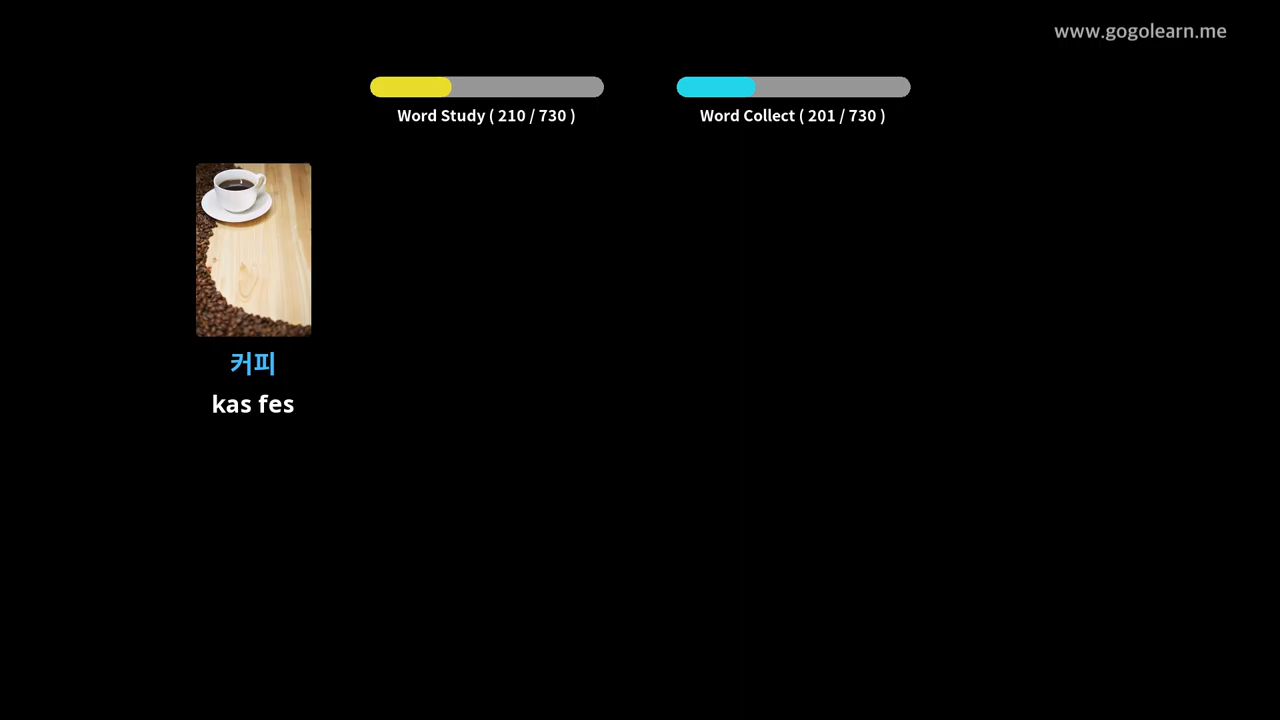 www.gogolearn.me
Word Study ( 210 / 730 )
Word Collect ( 201 / 730 )
커피
kas fes